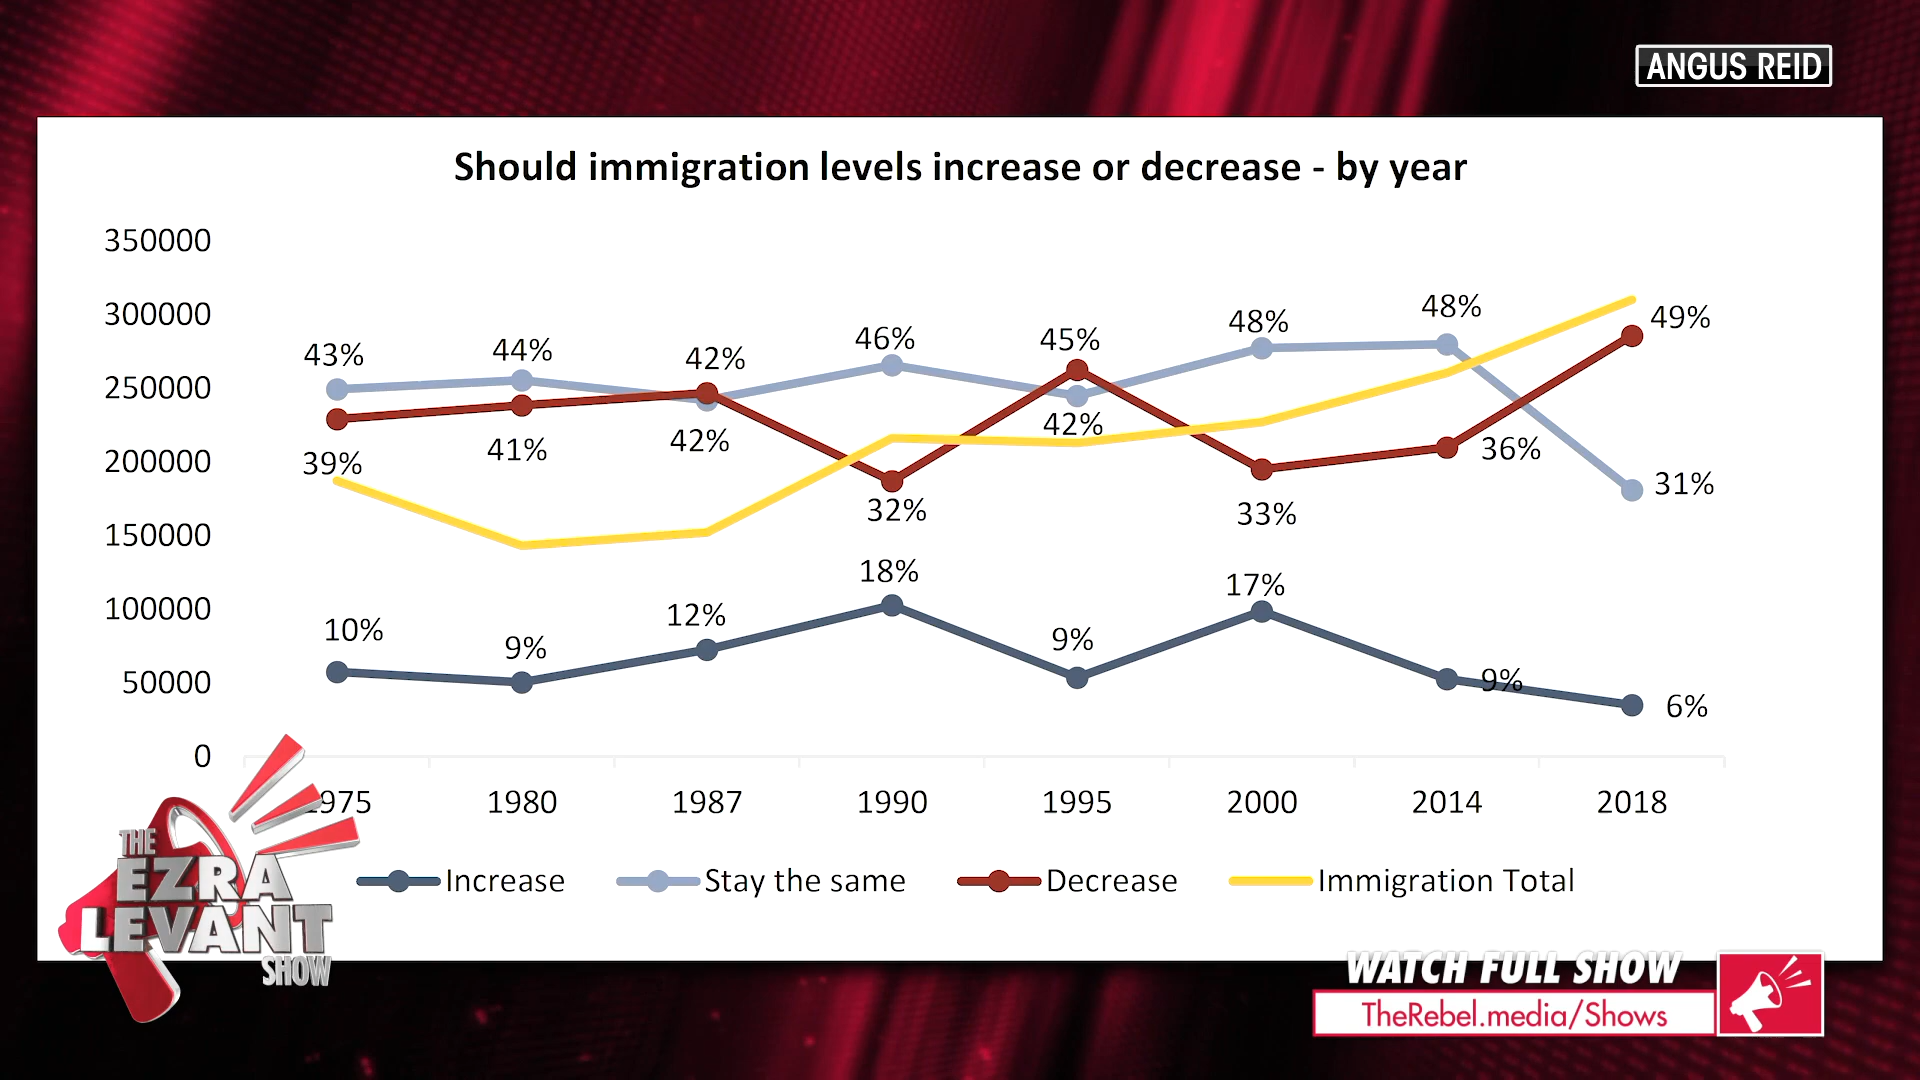 ANGUS REID
Should immigration levels increase or decrease - by year
350000
300000
250000
200000
150000
100000
50000
0
43% 44% 42% 46% 45% 48% 48% 49%
39% 41% 42% 32% 42% 33% 36% 31%
10% 9% 12% 18% 9% 17% 9% 6%
975 1980 1987 1990 1995 2000 2014 2018
Increase Stay the same Decrease Immigration Total
THE
EZRA
LEVANT
SHOW
WATCH FULL SHOW
TheRebel.media/Shows